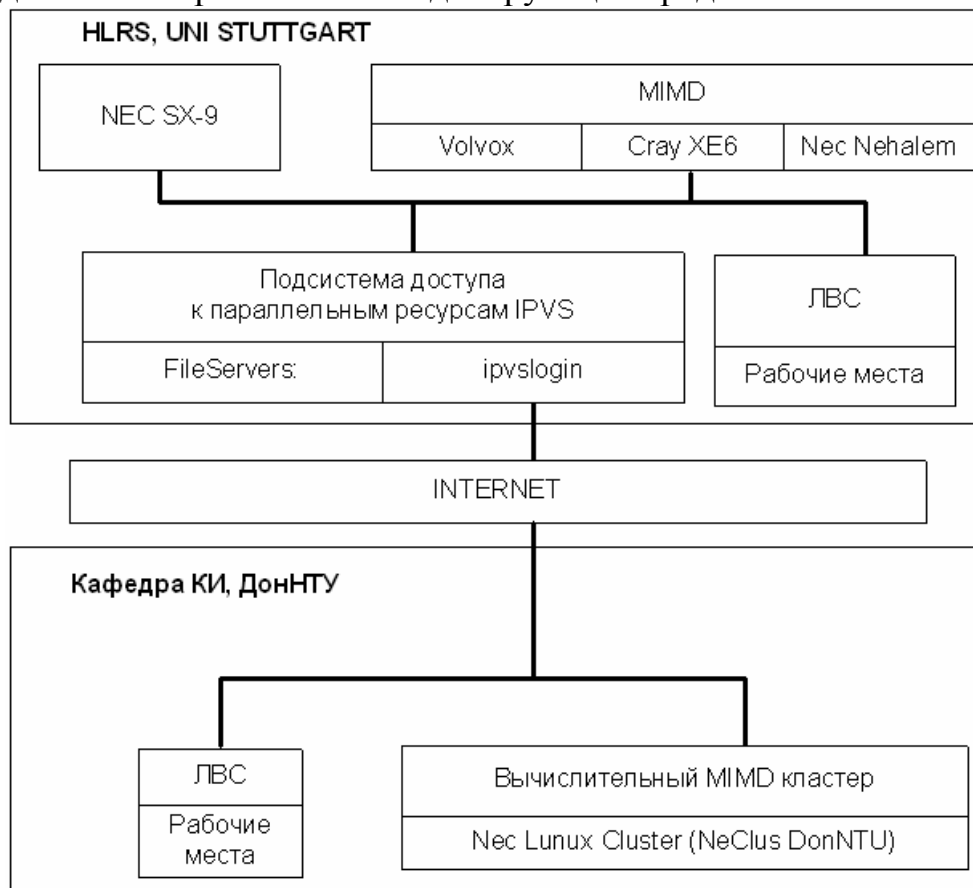 HLRS, UNI STUTTGART
NEC SX-9
MIMD
Volvox
Cray XE6
Nec Nehalem
Подсистема доступа
к параллельным ресурсам IPVS
FileServers:
ipvslogin
ЛВС
Рабочие места
INTERNET
Кафедра КИ, ДонНТУ
ЛВС
Рабочие
места
Вычислительный MIMD кластер
Nec Lunux Cluster (NeClus DonNTU)